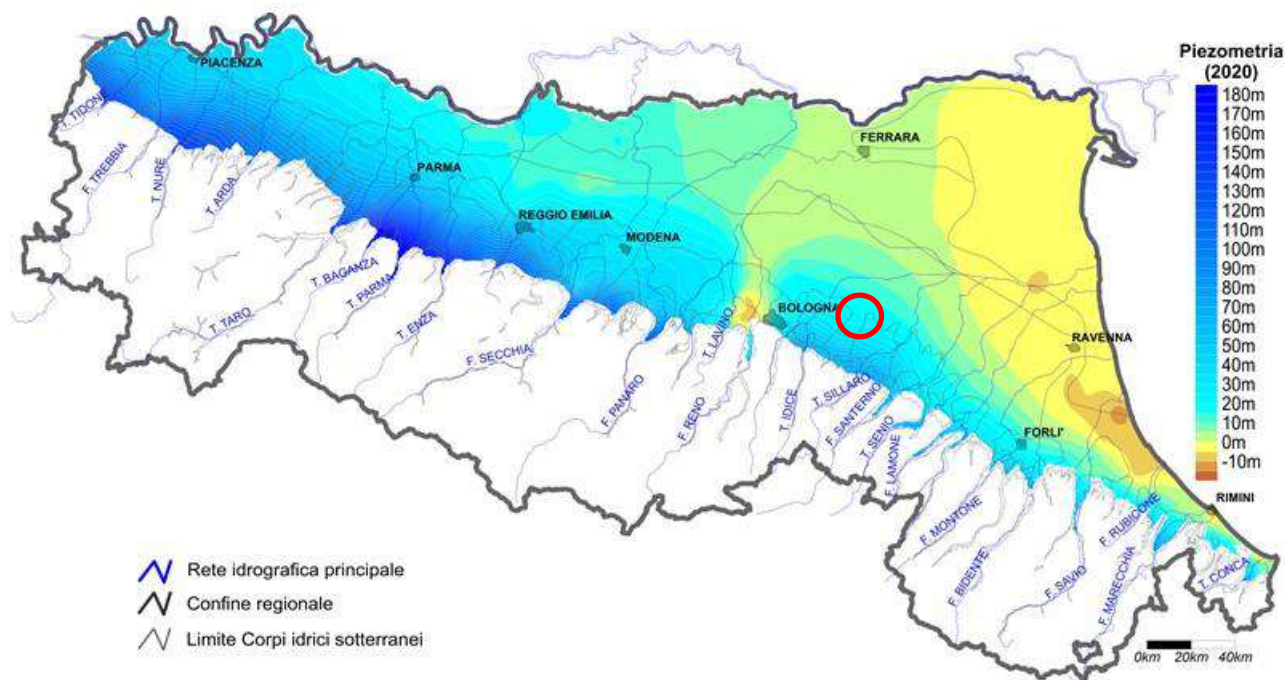 Piezometria
(2020)
180m
170m
160m
150m
140m
130m
120m
110m
100m
90m
80m
70m
60m
50m
40m
30m
20m
10m
0m
-10m
PIACENZA
PARMA
REGGIO EMILIA
MODENA
BOLOGNA
FERRARA
RAVENNA
FORLI'
RIMINI
T. TIDONE
F. TREBBIA
T. NURE
T. ARDA
F. TARO
T. BAGANZA
T. PARMA
T. ENZA
F. SECCHIA
F. PANARO
T. LAVINO
F. RENO
T. IDICE
T. SILLARO
F. SANTERNO
T. SENIO
F. LAMONE
F. MONTONE
F. BIDENTE
F. SAVIO
F. RUBICONE
F. MARECCHIA
T. CONCA
Rete idrografica principale
Confine regionale
Limite Corpi idrici sotterranei
0km 20km 40km